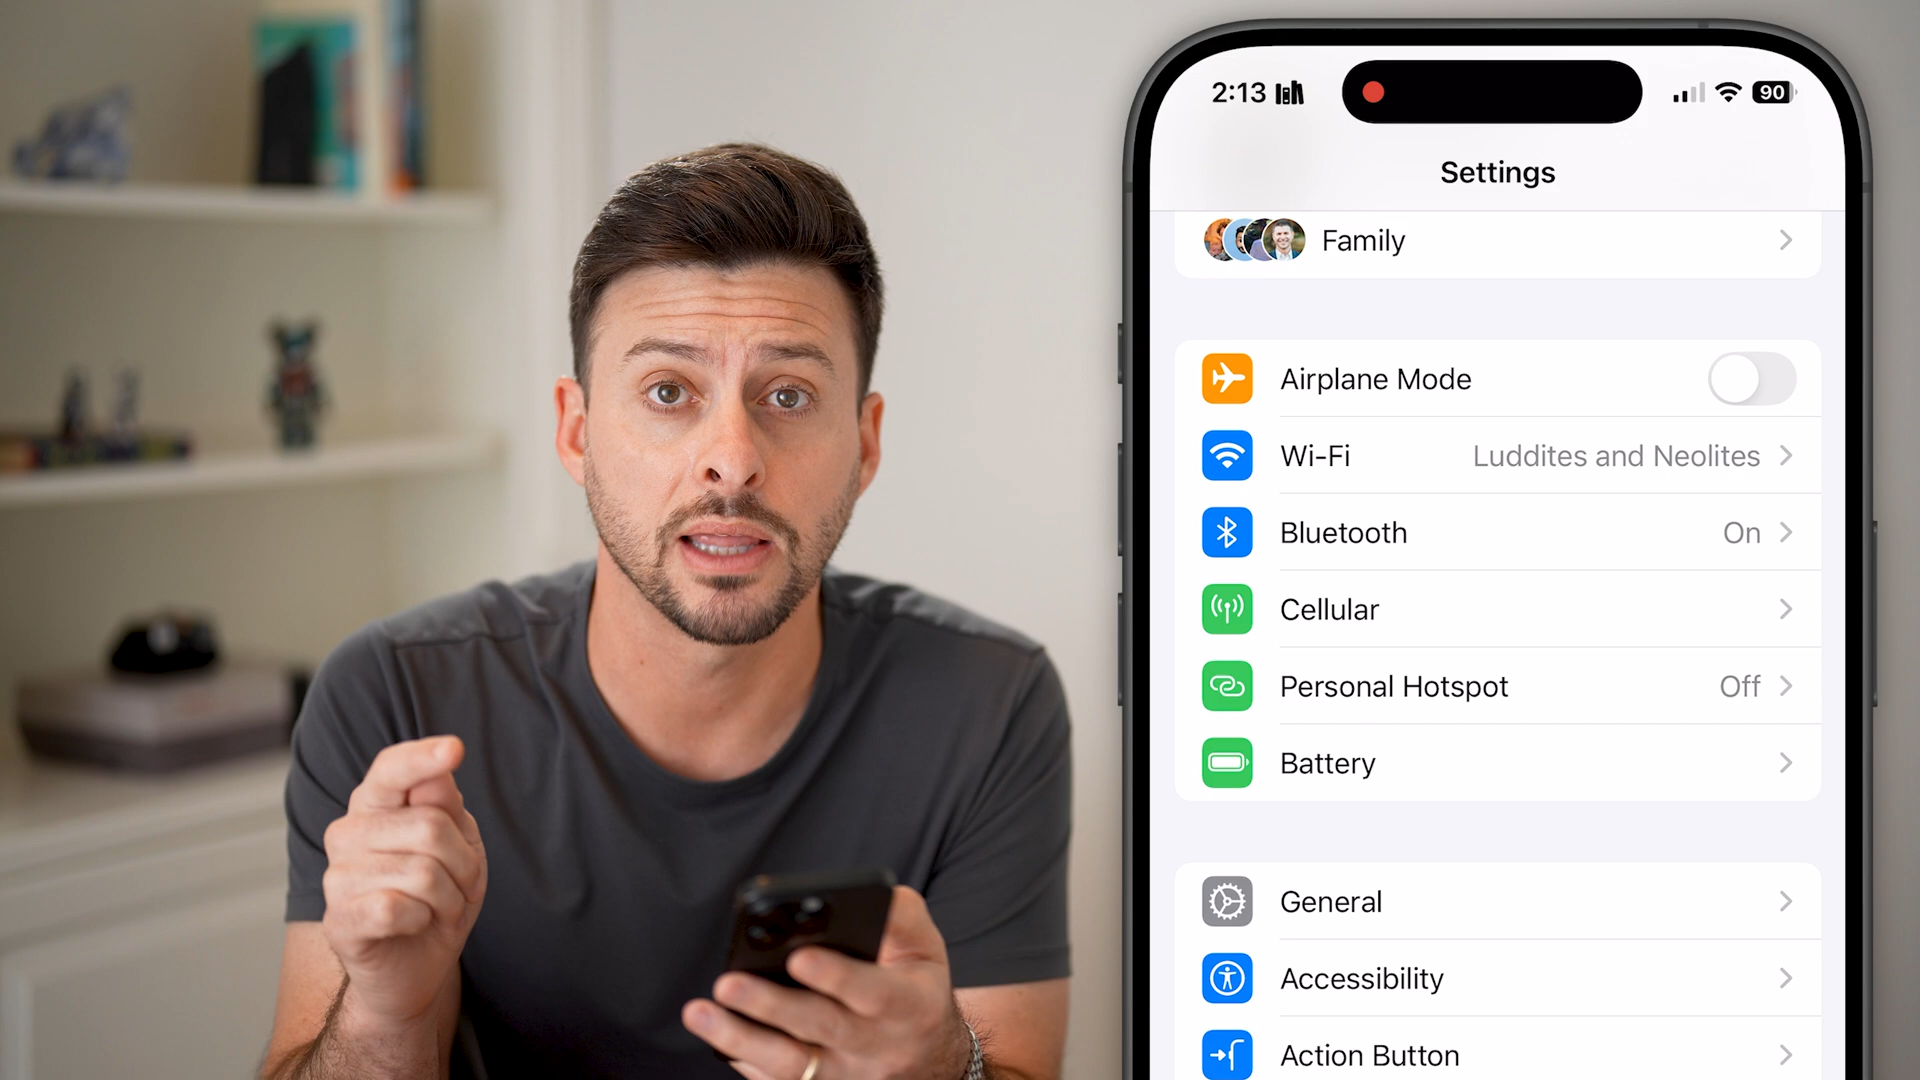 2:13 90
Settings
Family
Airplane Mode
Wi-Fi Luddites and Neolites
Bluetooth On
Cellular
Personal Hotspot Off
Battery
General
Accessibility
Action Button